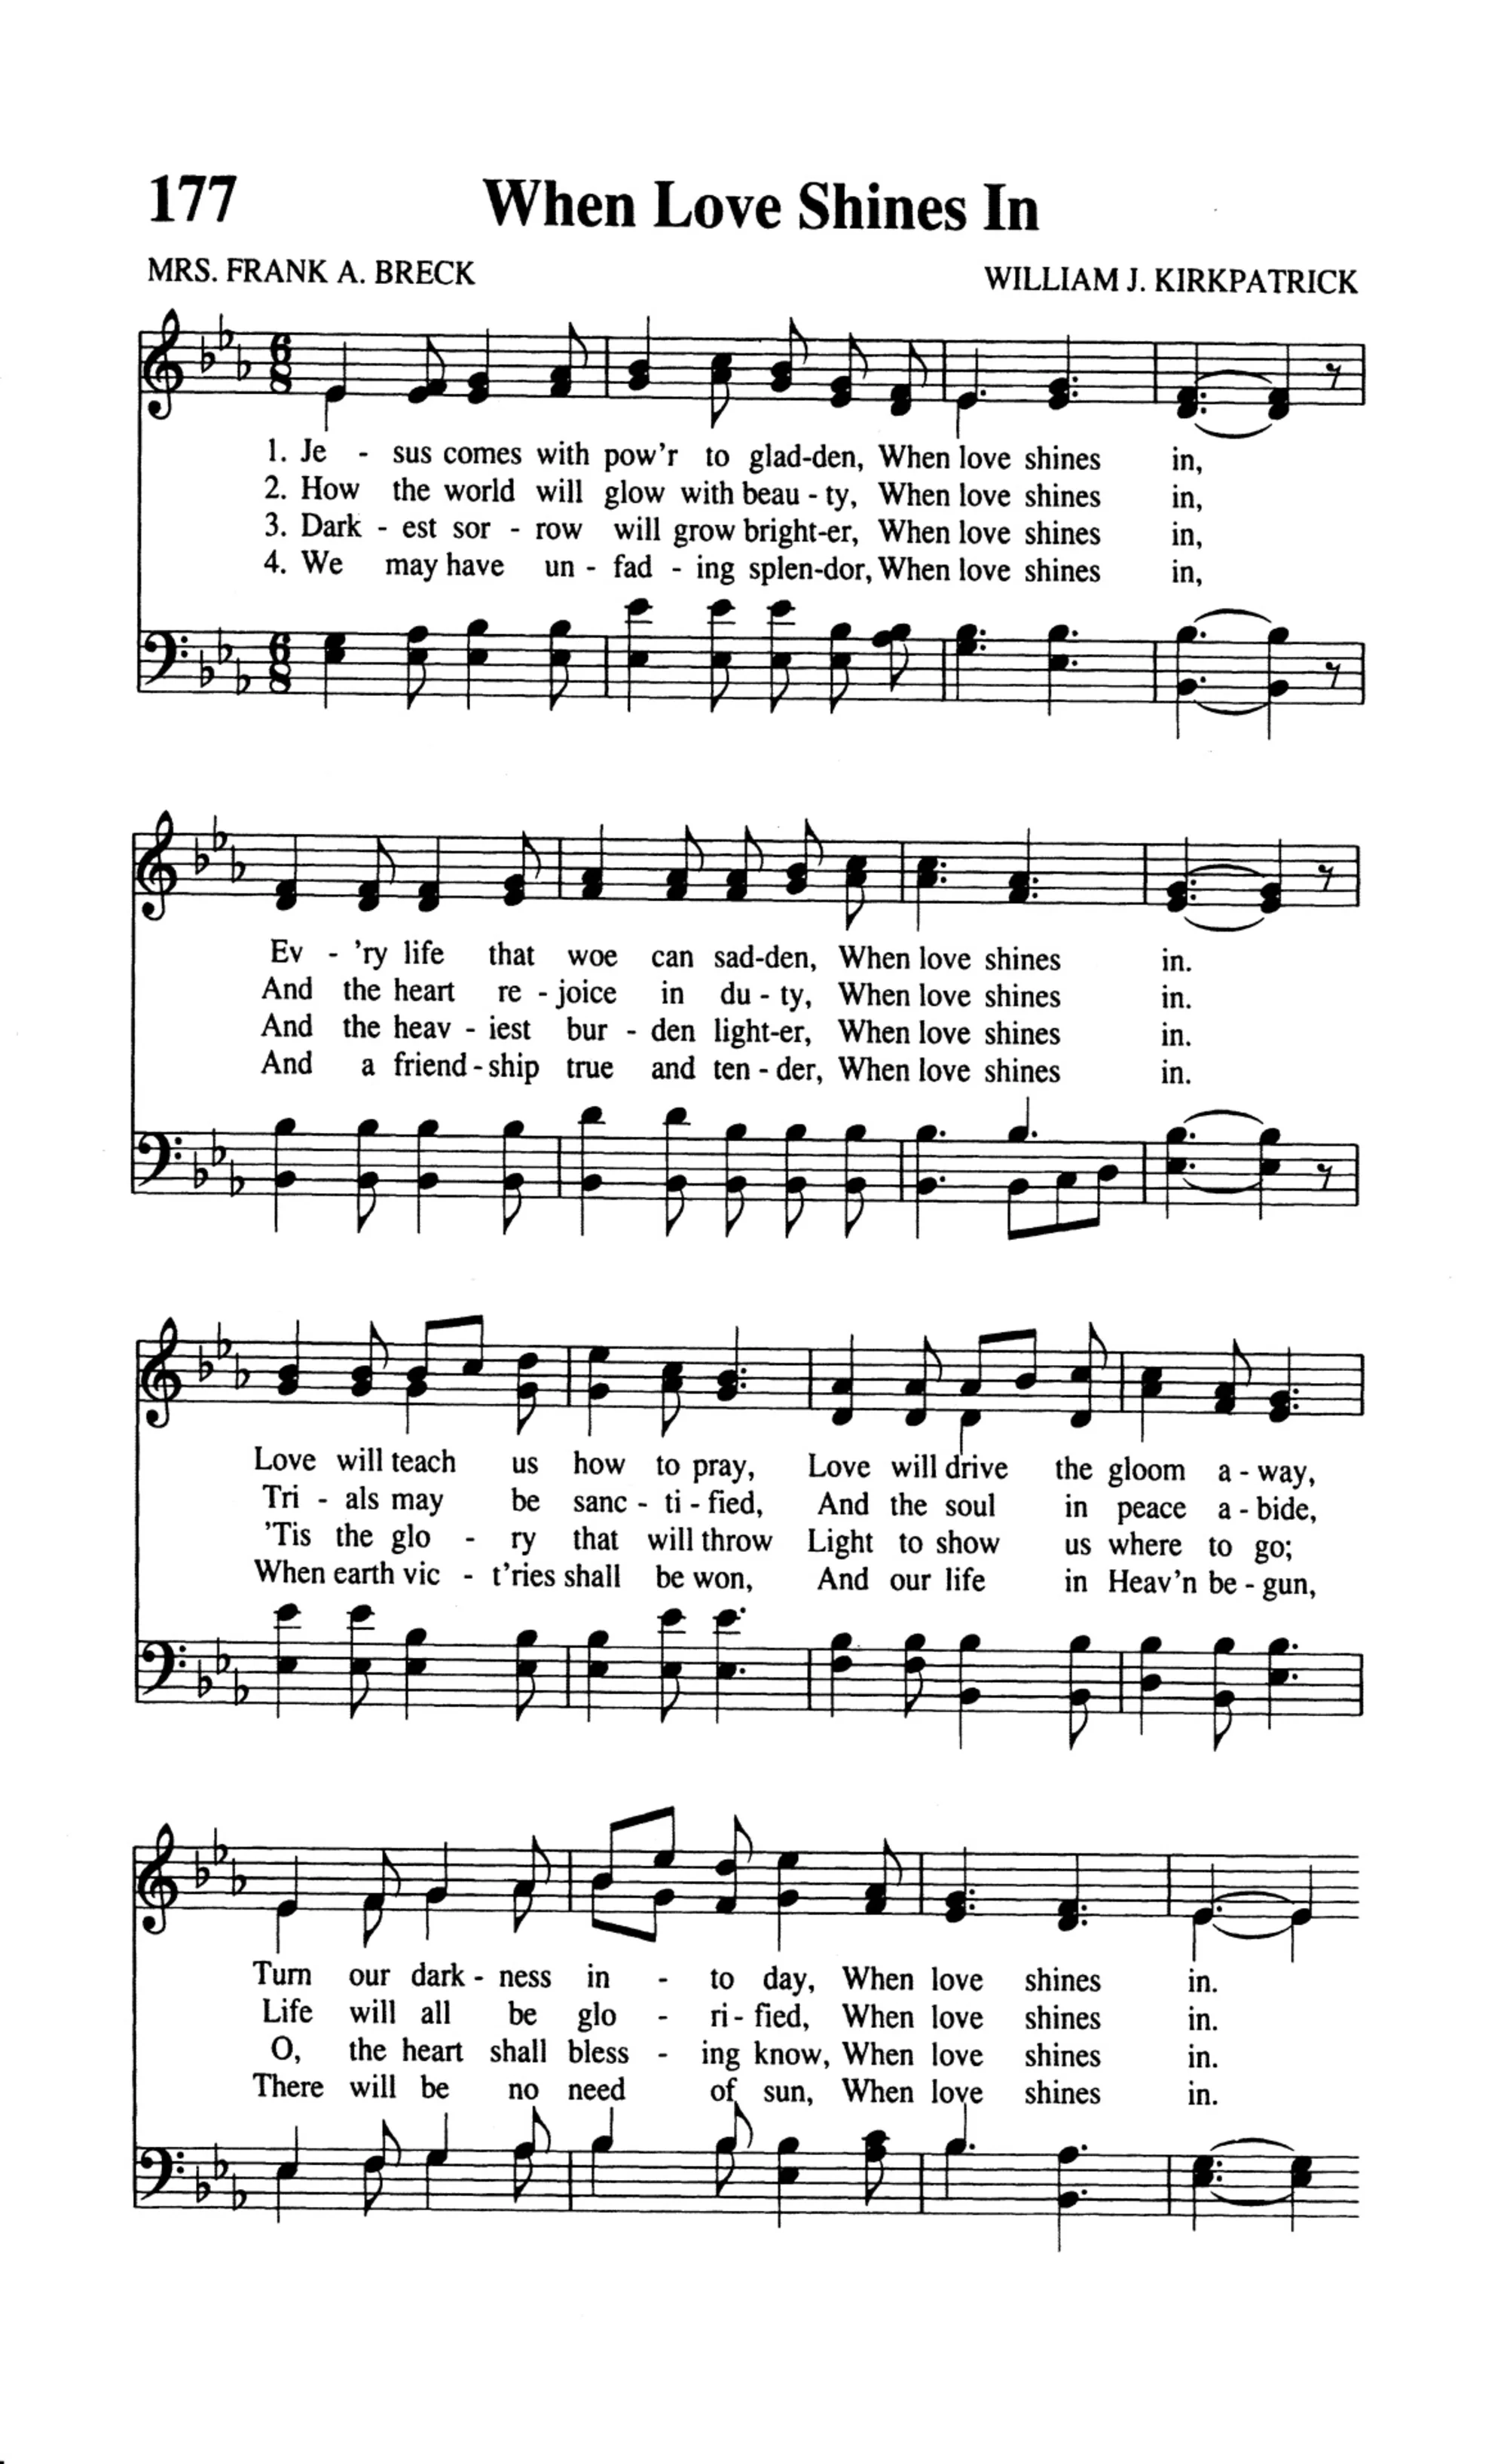 177 When Love Shines In
MRS. FRANK A. BRECK WILLIAM J. KIRKPATRICK
1. Je - sus comes with pow'r to glad-den, When love shines in,
2. How the world will glow with beau - ty, When love shines in,
3. Dark - est sor - row will grow bright-er, When love shines in,
4. We may have un - fad - ing splen-dor, When love shines in,
Ev - 'ry life that woe can sad-den, When love shines in.
And the heart re - joice in du - ty, When love shines in.
And the heav - iest bur - den light-er, When love shines in.
And a friend - ship true and ten - der, When love shines in.
Love will teach us how to pray, Love will drive the gloom a - way,
Tri - als may be sanc - ti - fied, And the soul in peace a - bide,
'Tis the glo - ry that will throw Light to show us where to go;
When earth vic - t'ries shall be won, And our life in Heav'n be - gun,
Turn our dark - ness in - to day, When love shines in.
Life will all be glo - ri - fied, When love shines in.
O, the heart shall bless - ing know, When love shines in.
There will be no need of sun, When love shines in.